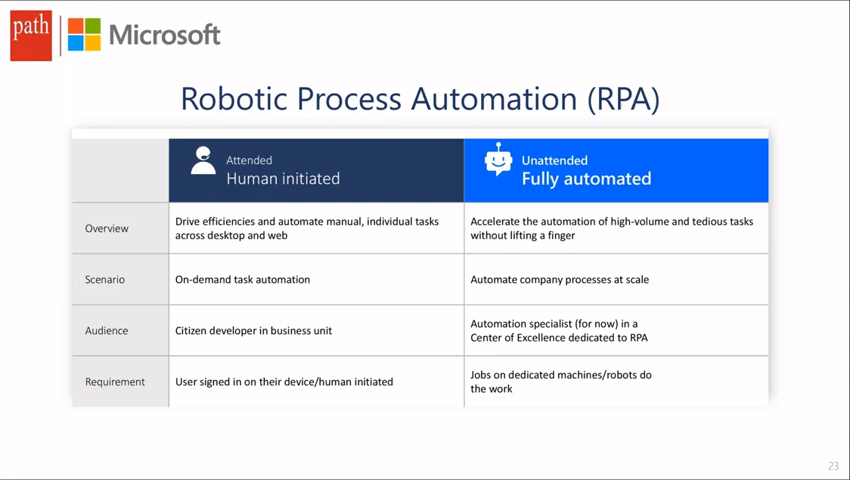 path
Microsoft
Robotic Process Automation (RPA)
Attended
Human initiated
Unattended
Fully automated
Overview
Drive efficiencies and automate manual, individual tasks
across desktop and web
Accelerate the automation of high-volume and tedious tasks
without lifting a finger
Scenario
On-demand task automation
Automate company processes at scale
Audience
Citizen developer in business unit
Automation specialist (for now) in a
Center of Excellence dedicated to RPA
Requirement
User signed in on their device/human initiated
Jobs on dedicated machines/robots do
the work
23